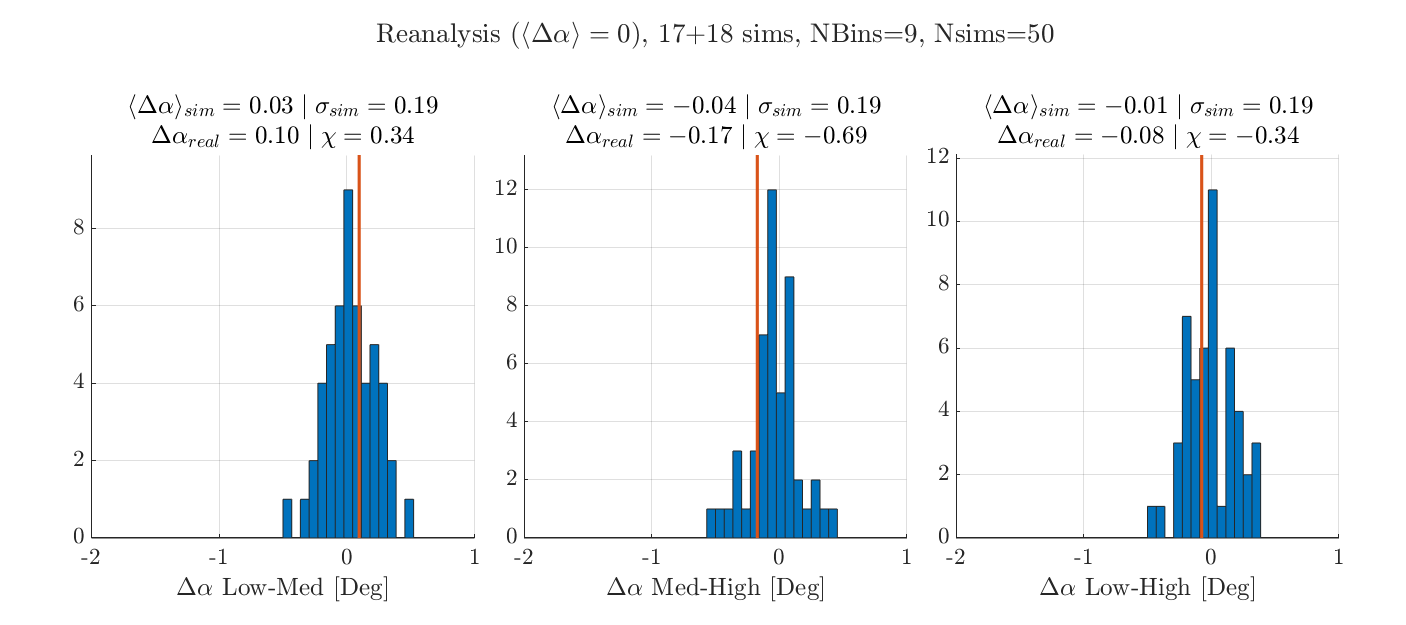 Reanalysis (⟨Δα⟩ = 0), 17+18 sims, NBins=9, Nsims=50
⟨Δα⟩sim = 0.03 | σsim = 0.19
Δαreal = 0.10 | χ = 0.34
8
6
4
2
0
-2 -1 0 1
Δα Low-Med [Deg]
⟨Δα⟩sim = −0.04 | σsim = 0.19
Δαreal = −0.17 | χ = −0.69
12
10
8
6
4
2
0
-2 -1 0 1
Δα Med-High [Deg]
⟨Δα⟩sim = −0.01 | σsim = 0.19
Δαreal = −0.08 | χ = −0.34
12
10
8
6
4
2
0
-2 -1 0 1
Δα Low-High [Deg]